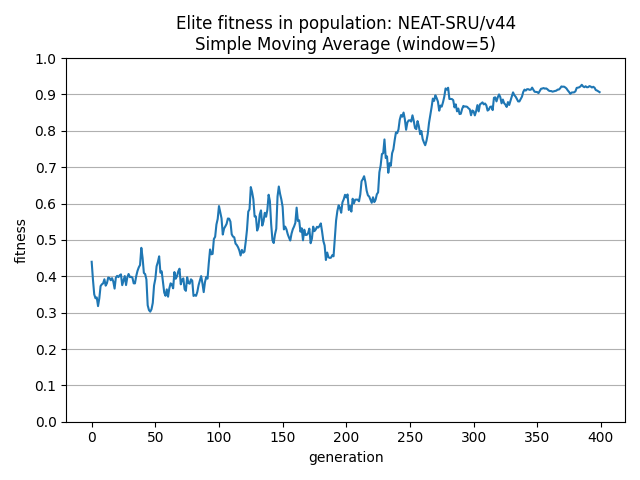 Elite fitness in population: NEAT-SRU/v44
Simple Moving Average (window=5)
1.0
0.9
0.8
0.7
0.6
0.5
0.4
0.3
0.2
0.1
0.0
fitness
0 50 100 150 200 250 300 350 400
generation